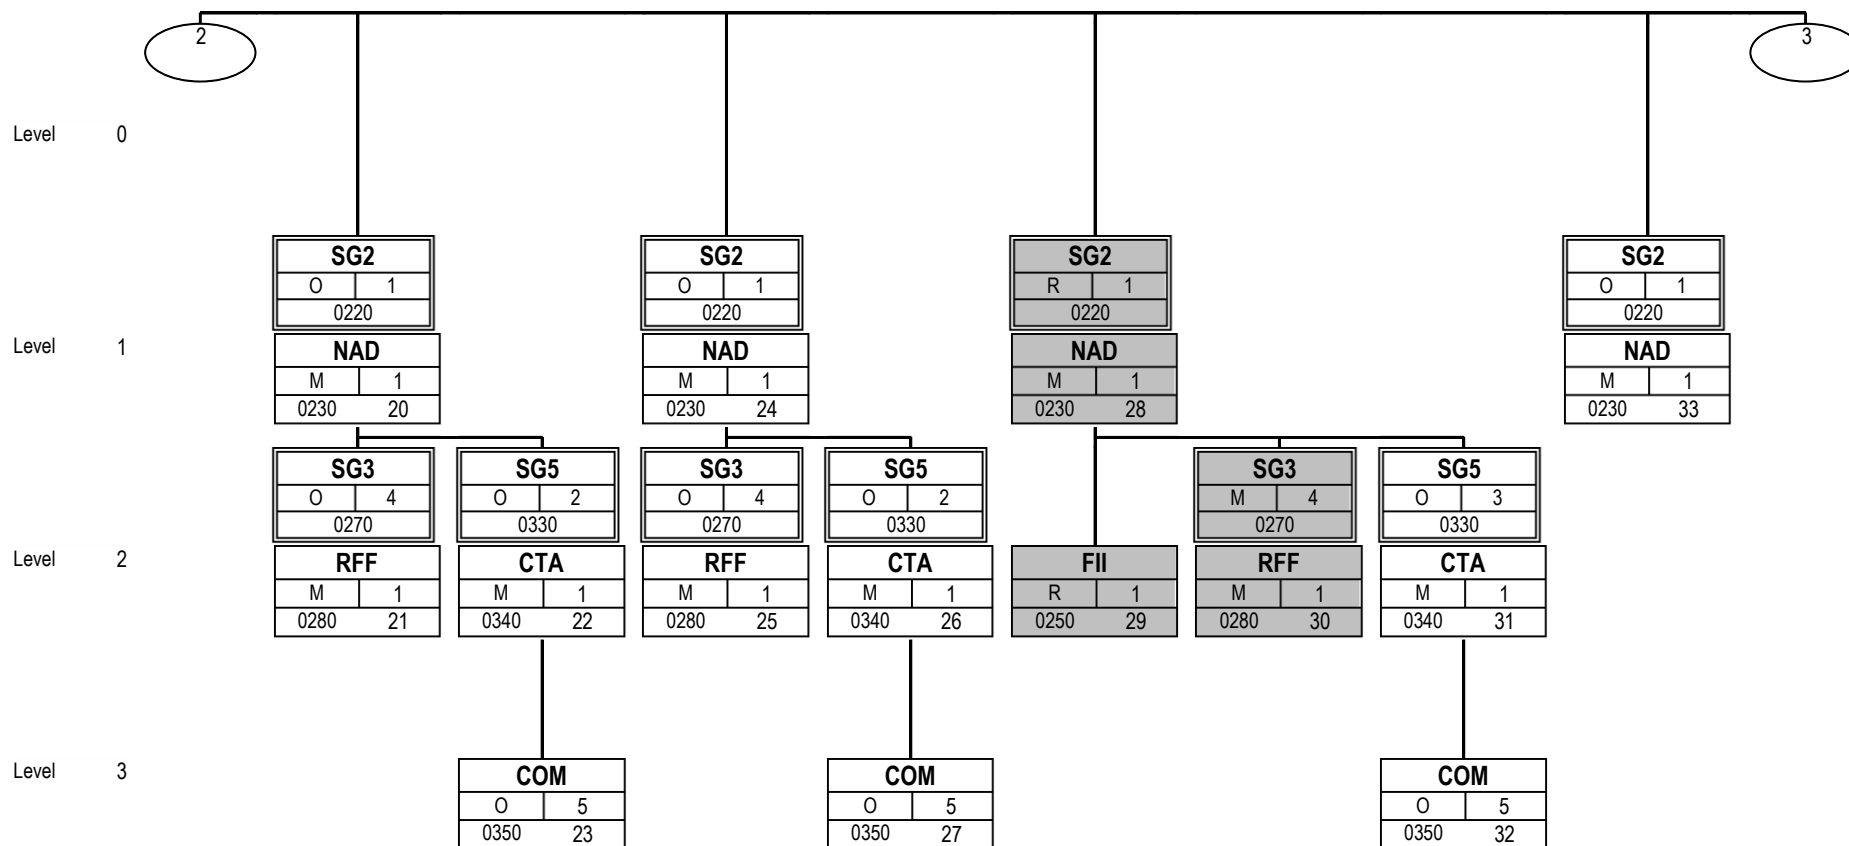 2 3
Level 0
SG2 SG2 SG2 SG2
O 1 O 1 R 1 O 1
0220 0220 0220 0220
Level 1 NAD NAD NAD NAD
M 1 M 1 M 1 M 1
0230 20 0230 24 0230 28 0230 33
SG3 SG5 SG3 SG5 SG3 SG5
O 4 O 2 O 4 O 2 M 4 O 3
0270 0330 0270 0330 0270 0330
Level 2 RFF CTA RFF CTA FII RFF CTA
M 1 M 1 M 1 M 1 R 1 M 1 M 1
0280 21 0340 22 0280 25 0340 26 0250 29 0280 30 0340 31
Level 3 COM COM COM
O 5 O 5 O 5
0350 23 0350 27 0350 32